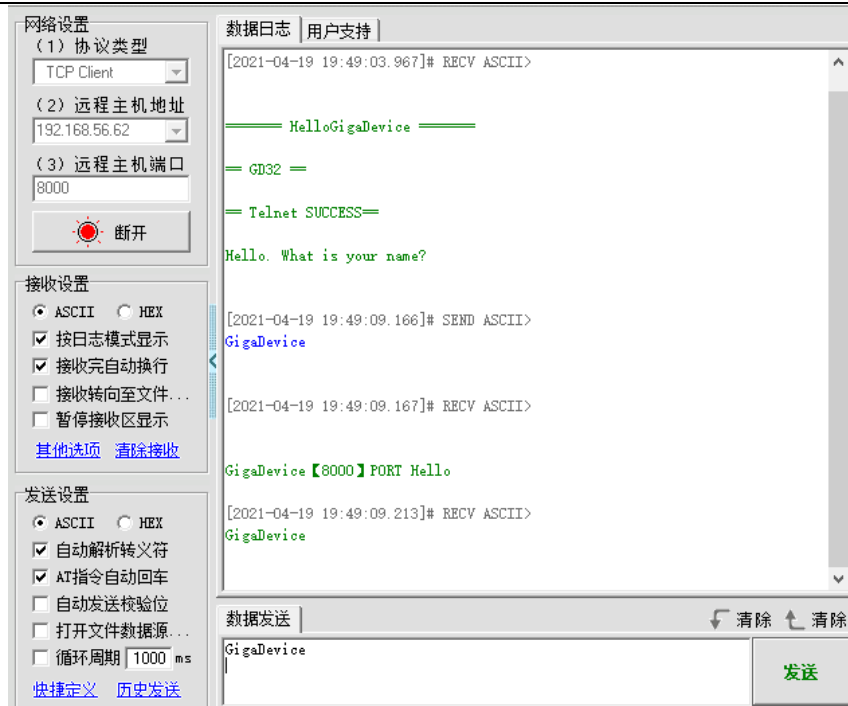 网络设置
（1）协议类型
TCP Client
（2）远程主机地址
192.168.56.62
（3）远程主机端口
8000
断开
接收设置
ASCII HEX
按日志模式显示
接收完自动换行
接收转向至文件...
暂停接收区显示
其他选项 清除接收
发送设置
ASCII HEX
自动解析转义符
AT指令自动回车
自动发送校验位
打开文件数据源...
循环周期 1000 ms
快捷定义 历史发送
数据日志 用户支持
[2021-04-19 19:49:03.967]# RECV ASCII>
====== HelloGigaDevice ======
== GD32 ==
== Telnet SUCCESS==
Hello. What is your name?
[2021-04-19 19:49:09.166]# SEND ASCII>
GigaDevice
[2021-04-19 19:49:09.167]# RECV ASCII>
GigaDevice【8000】PORT Hello
[2021-04-19 19:49:09.213]# RECV ASCII>
GigaDevice
数据发送 清除 清除
GigaDevice
发送